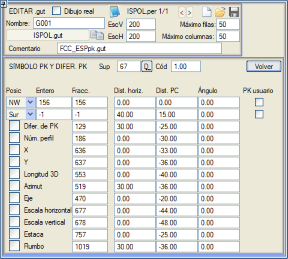 EDITAR .gut Dibujo real ISPOL.per 1/1 < >
Nombre: G001 EscV 200 Máximo filas: 50
ISPOL.gut EscH 200 Máximo columnas: 50
Comentario FCC_ESPpk.gut
SÍMBOLO PK Y DIFER. PK Sup 67 D Cód 1.00 Volver
Posic Entero Fracc. Dist. horiz. Dist. PC Ángulo PK usuario
NW 156 156 0.00 0.00 0.00
Sur -1 -1 40.00 15.00 0.00
Difer. de PK 129 30.00 -25.00 0.00
Núm. perfil 186 0.00 -30.00 0.00
X 636 0.00 -33.00 0.00
Y 637 0.00 -36.00 0.00
Longitud 3D 553 0.00 -40.00 0.00
Azimut 519 30.00 -36.00 0.00
Eje 470 0.00 -20.00 0.00
Escala horizontal 677 0.00 -44.00 0.00
Escala vertical 678 0.00 -48.00 0.00
Estaca 757 0.00 -25.00 0.00
Rumbo 1019 30.00 -36.00 0.00